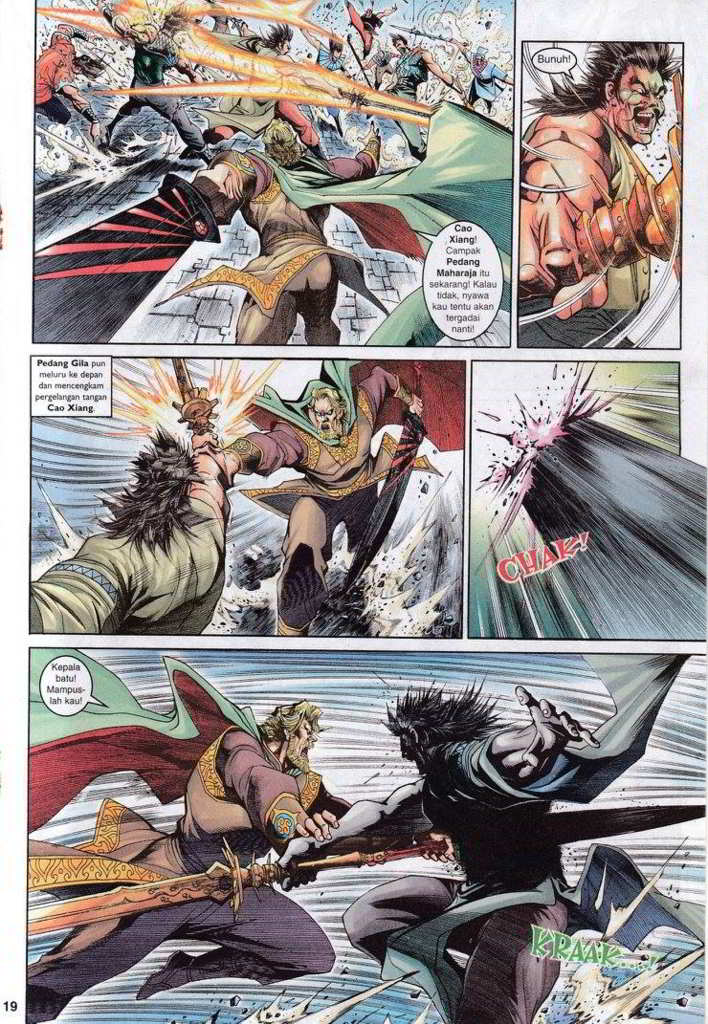 Cao
Xiang!
Campak
Pedang
Maharaja itu
sekarang! Kalau
tidak, nyawa
kau tentu akan
tergadai
nanti!
Bunuh!
Pedang Gila pun
meluru ke depan
dan mencengkam
pergelangan tangan
Cao Xiang.
CHAK!
Kepala
batu!
Mampus-
lah kau!
KRAAK...!
19